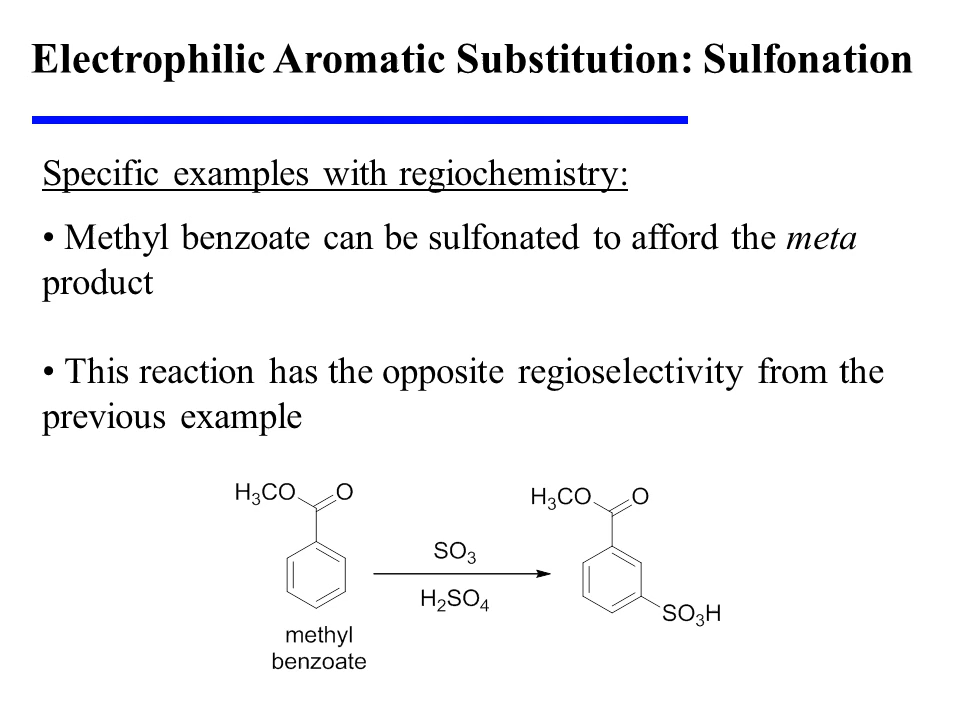 Electrophilic Aromatic Substitution: Sulfonation
Specific examples with regiochemistry:
• Methyl benzoate can be sulfonated to afford the meta
product
• This reaction has the opposite regioselectivity from the
previous example
H₃CO O
H₃CO O
SO₃
H₂SO₄
SO₃H
methyl
benzoate